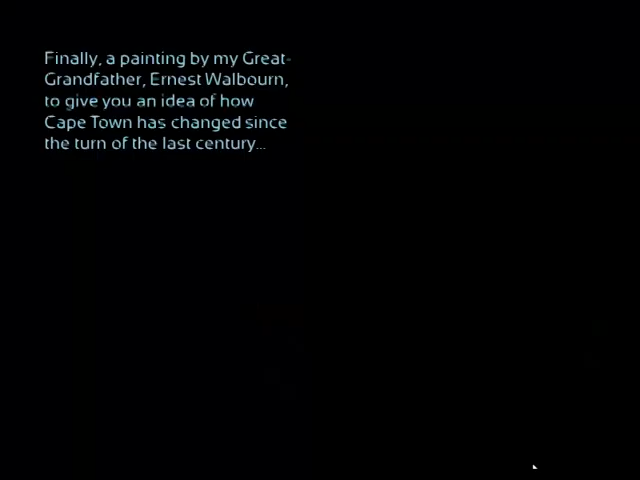 Finally, a painting by my Great-
Grandfather, Ernest Walbourn,
to give you an idea of how
Cape Town has changed since
the turn of the last century...